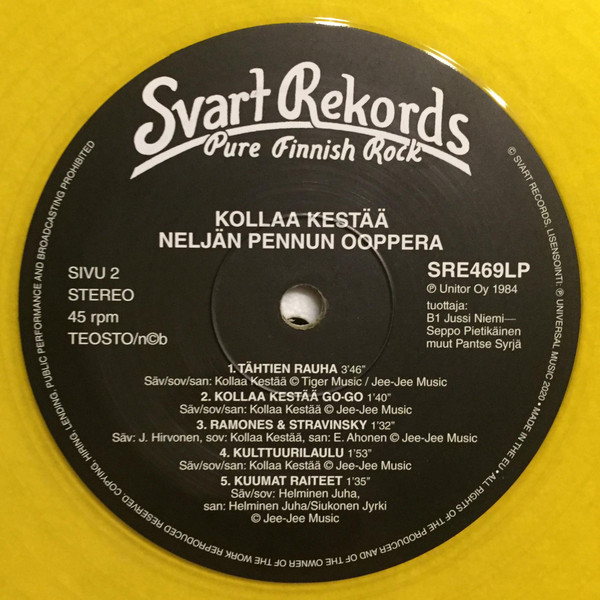 Svart Rekords
Pure Finnish Rock
KOLLAA KESTÄÄ
NELJÄN PENNUN OOPPERA
SIVU 2
STEREO
45 rpm
TEOSTO/n©b
SRE469LP
℗ Unitor Oy 1984
tuottaja:
B1 Jussi Niemi—
Seppo Pietikäinen
muut Pantse Syrjä
1. TÄHTIEN RAUHA 3'46"
Säv/sov/san: Kollaa Kestää © Tiger Music / Jee-Jee Music
2. KOLLAA KESTÄÄ GO-GO 1'40"
Säv/sov/san: Kollaa Kestää © Jee-Jee Music
3. RAMONES & STRAVINSKY 1'32"
Säv: J. Hirvonen, sov: Kollaa Kestää, san: E. Ahonen © Jee-Jee Music
4. KULTTUURILAULU 1'53"
Säv/sov/san: Kollaa Kestää © Jee-Jee Music
5. KUUMAT RAITEET 1'35"
Säv/sov: Helminen Juha,
san: Helminen Juha/Siukonen Jyrki
© Jee-Jee Music
© SVART RECORDS, LISENSOINTI: ℗ UNIVERSAL MUSIC 2020 • MADE IN THE EU • ALL RIGHTS OF THE PRODUCER AND OF THE OWNER OF THE WORK REPRODUCED RESERVED COPYING, HIRING, LENDING, PUBLIC PERFORMANCE AND BROADCASTING PROHIBITED